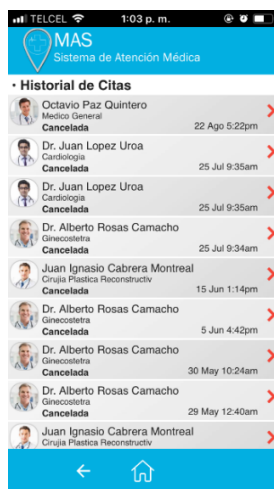 TELCEL 1:03 p. m.
MAS
Sistema de Atención Médica
• Historial de Citas
Octavio Paz Quintero
Medico General
Cancelada 22 Ago 5:22pm
Dr. Juan Lopez Uroa
Cardiologia
Cancelada 25 Jul 9:35am
Dr. Juan Lopez Uroa
Cardiologia
Cancelada 25 Jul 9:35am
Dr. Alberto Rosas Camacho
Ginecostetra
Cancelada 25 Jul 9:34am
Juan Ignasio Cabrera Montreal
Cirujia Plastica Reconstructiv
Cancelada 15 Jun 1:14pm
Dr. Alberto Rosas Camacho
Ginecostetra
Cancelada 5 Jun 4:42pm
Dr. Alberto Rosas Camacho
Ginecostetra
Cancelada 30 May 10:24am
Dr. Alberto Rosas Camacho
Ginecostetra
Cancelada 29 May 12:40am
Juan Ignasio Cabrera Montreal
Cirujia Plastica Reconstructiv